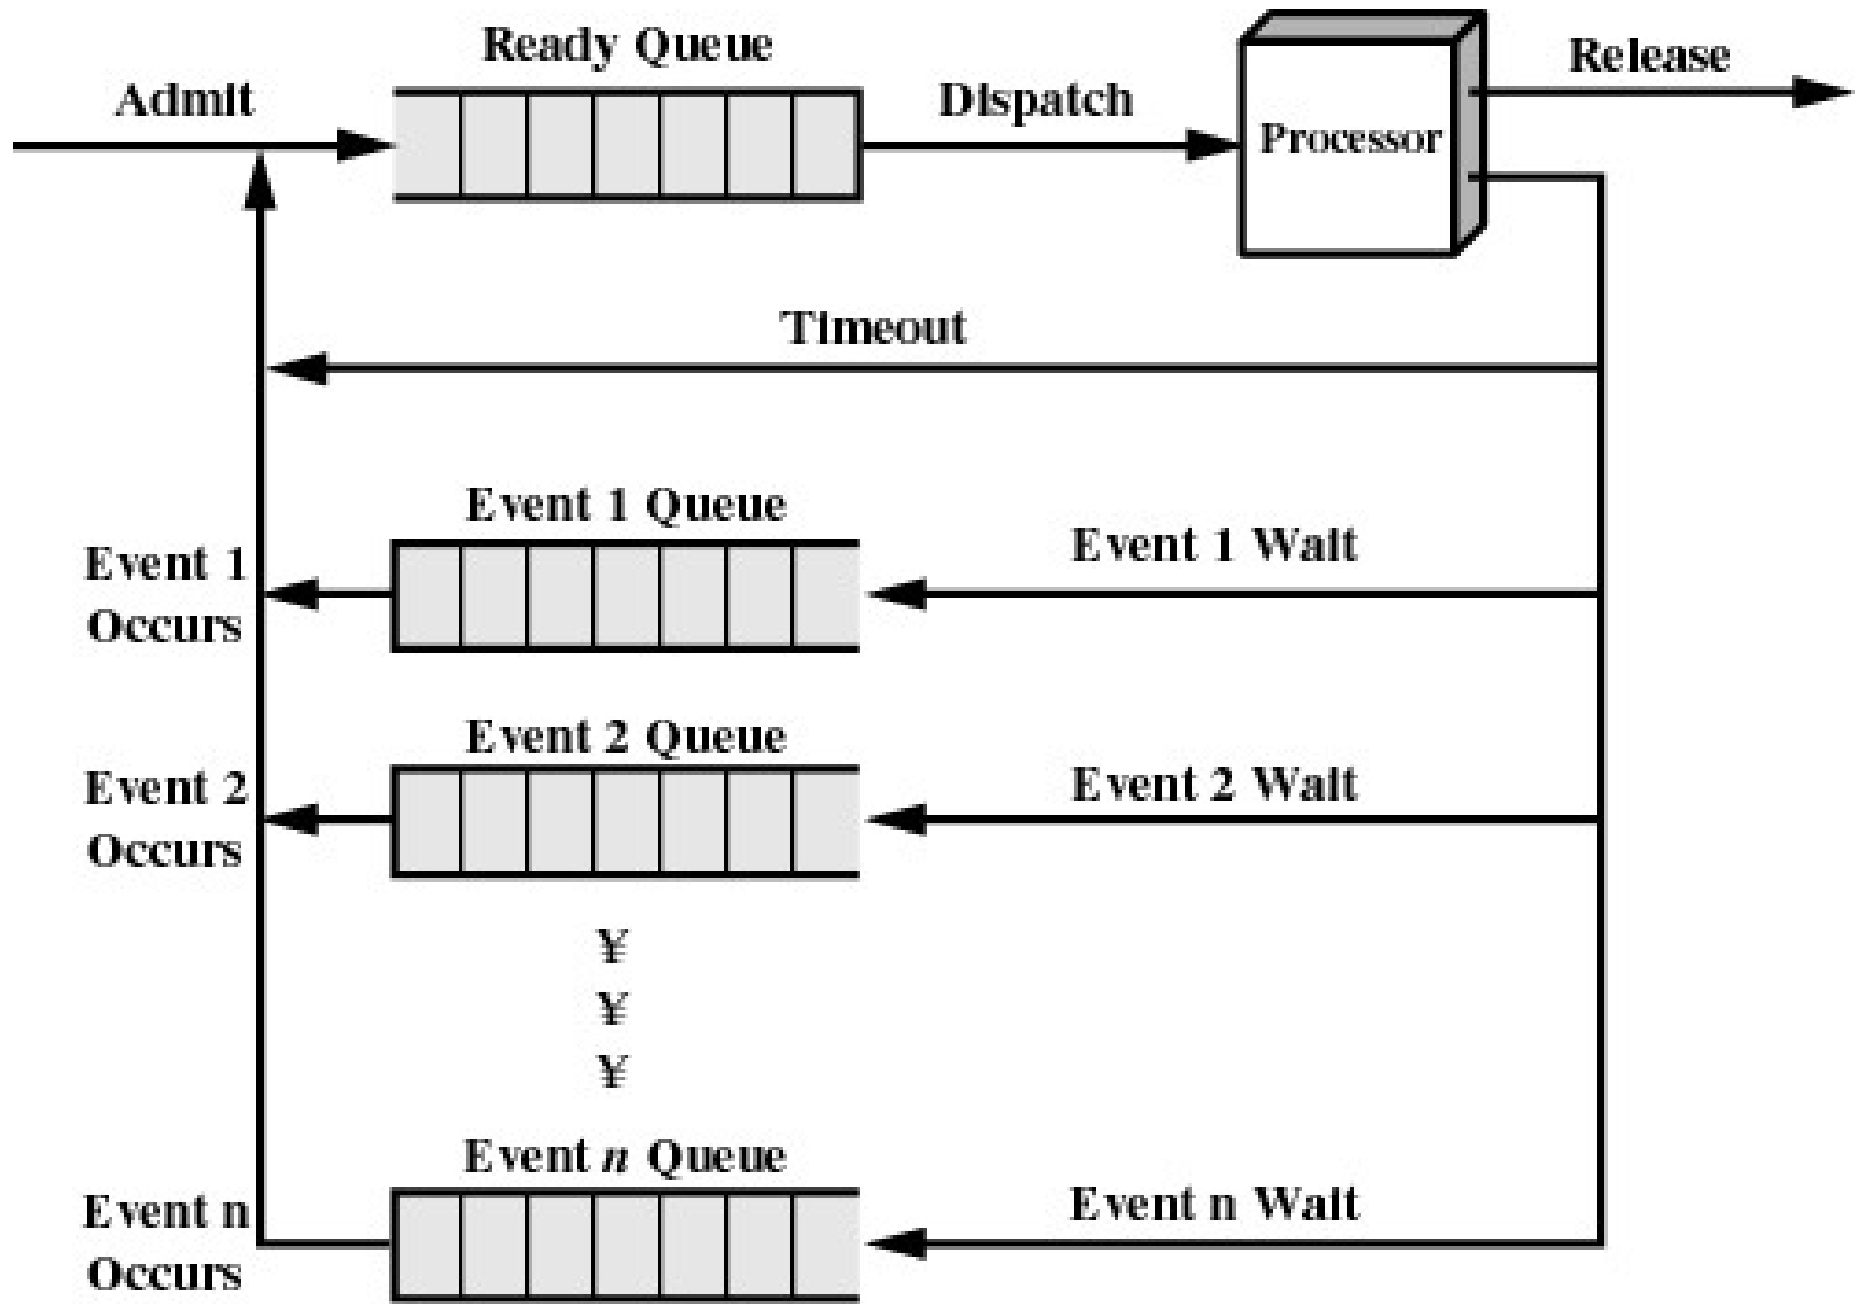 Ready Queue
Admit
Dispatch
Processor
Release
Timeout
Event 1 Queue
Event 1
Occurs
Event 1 Wait
Event 2 Queue
Event 2
Occurs
Event 2 Wait
¥
¥
¥
Event n Queue
Event n
Occurs
Event n Wait